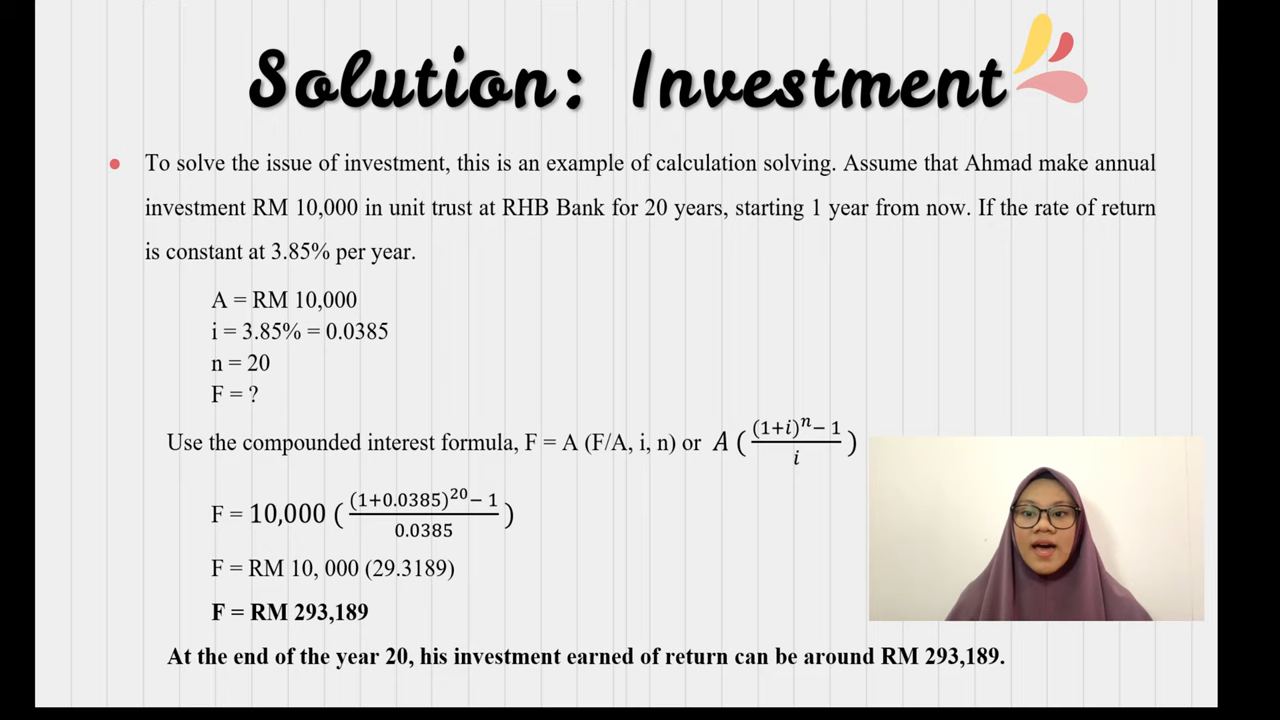 Solution: Investment
To solve the issue of investment, this is an example of calculation solving. Assume that Ahmad make annual
investment RM 10,000 in unit trust at RHB Bank for 20 years, starting 1 year from now. If the rate of return
is constant at 3.85% per year.
A = RM 10,000
i = 3.85% = 0.0385
n = 20
F = ?
Use the compounded interest formula, F = A (F/A, i, n) or A ( ((1+i)^n − 1) / i )
F = 10,000 ( ((1+0.0385)^20 − 1) / 0.0385 )
F = RM 10, 000 (29.3189)
F = RM 293,189
At the end of the year 20, his investment earned of return can be around RM 293,189.